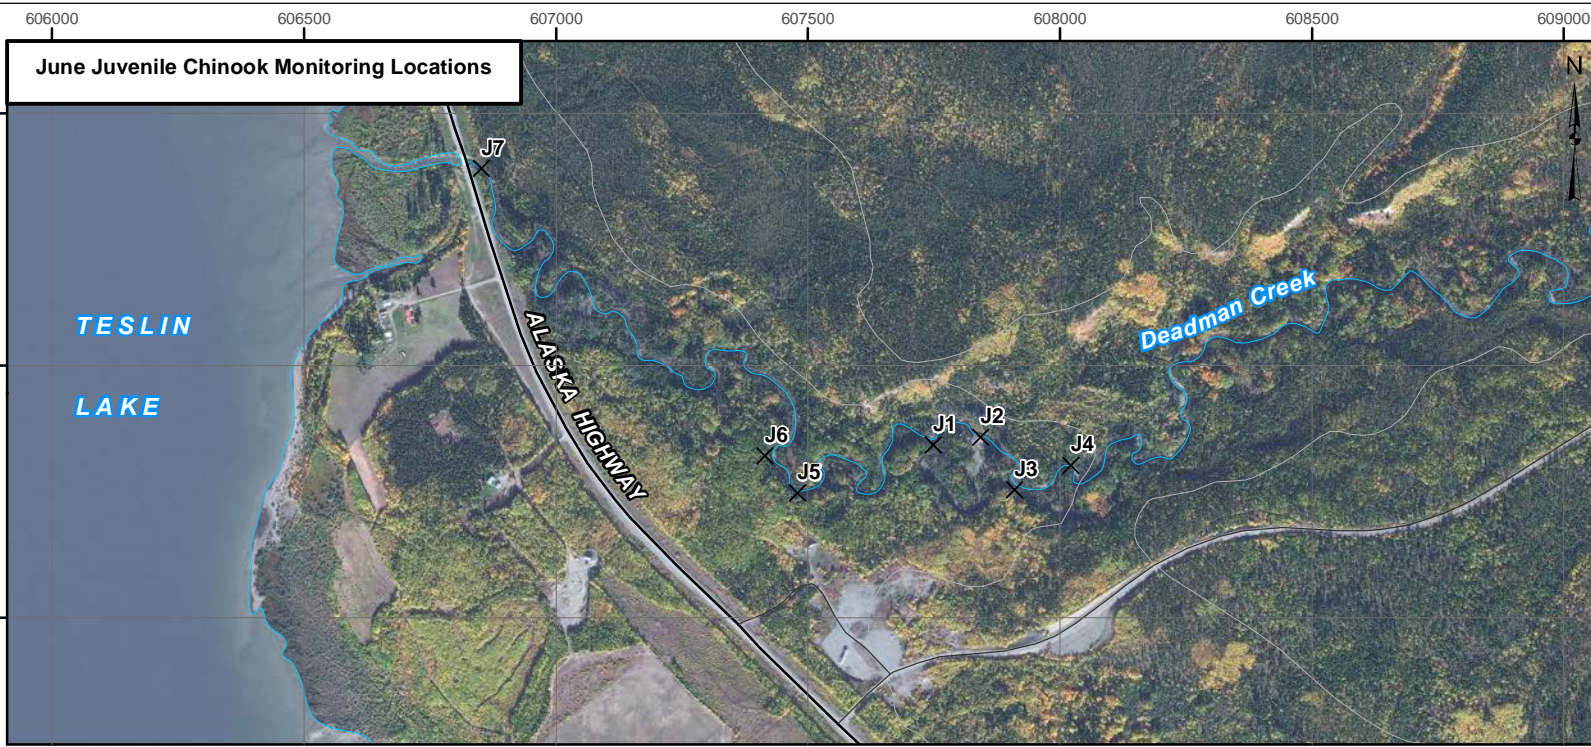 606000 606500 607000 607500 608000 608500 609000
June Juvenile Chinook Monitoring Locations
N
J7
Deadman Creek
TESLIN
LAKE
ALASKA HIGHWAY
J1
J2
J6
J4
J5
J3